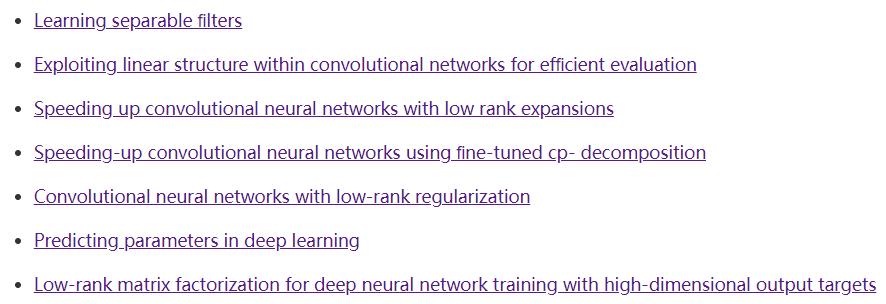 Learning separable filters
Exploiting linear structure within convolutional networks for efficient evaluation
Speeding up convolutional neural networks with low rank expansions
Speeding-up convolutional neural networks using fine-tuned cp- decomposition
Convolutional neural networks with low-rank regularization
Predicting parameters in deep learning
Low-rank matrix factorization for deep neural network training with high-dimensional output targets